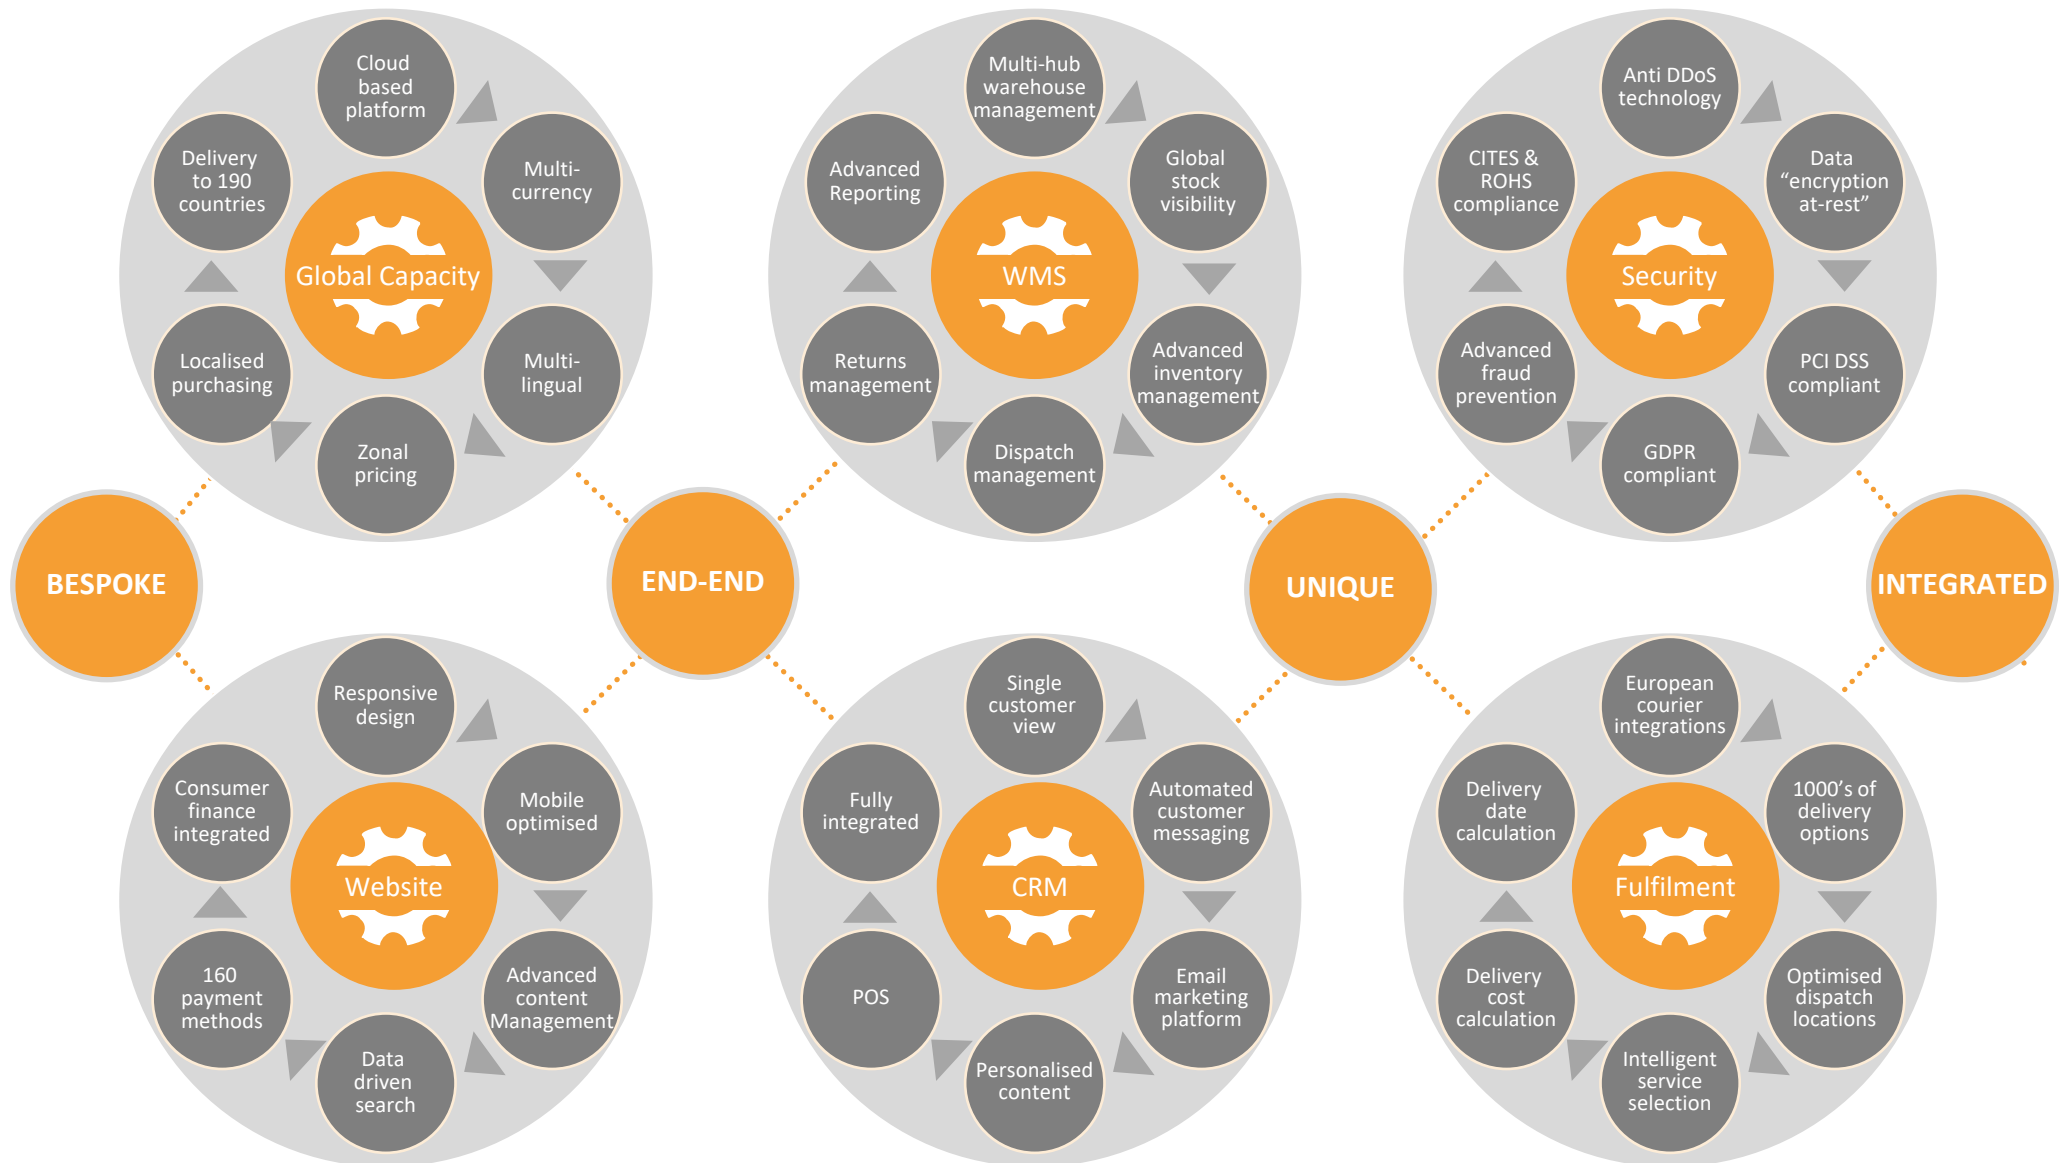 Cloud
based
platform
Multi-
currency
Multi-
lingual
Zonal
pricing
Localised
purchasing
Delivery
to 190
countries
Global Capacity
Multi-hub
warehouse
management
Global
stock
visibility
Advanced
inventory
management
Dispatch
management
Returns
management
Advanced
Reporting
WMS
Anti DDoS
technology
Data
“encryption
at-rest”
PCI DSS
compliant
GDPR
compliant
Advanced
fraud
prevention
CITES &
ROHS
compliance
Security
BESPOKE
END-END
UNIQUE
INTEGRATED
Responsive
design
Mobile
optimised
Advanced
content
Management
Data
driven
search
160
payment
methods
Consumer
finance
integrated
Website
Single
customer
view
Automated
customer
messaging
Email
marketing
platform
Personalised
content
POS
Fully
integrated
CRM
European
courier
integrations
1000’s of
delivery
options
Optimised
dispatch
locations
Intelligent
service
selection
Delivery
cost
calculation
Delivery
date
calculation
Fulfilment